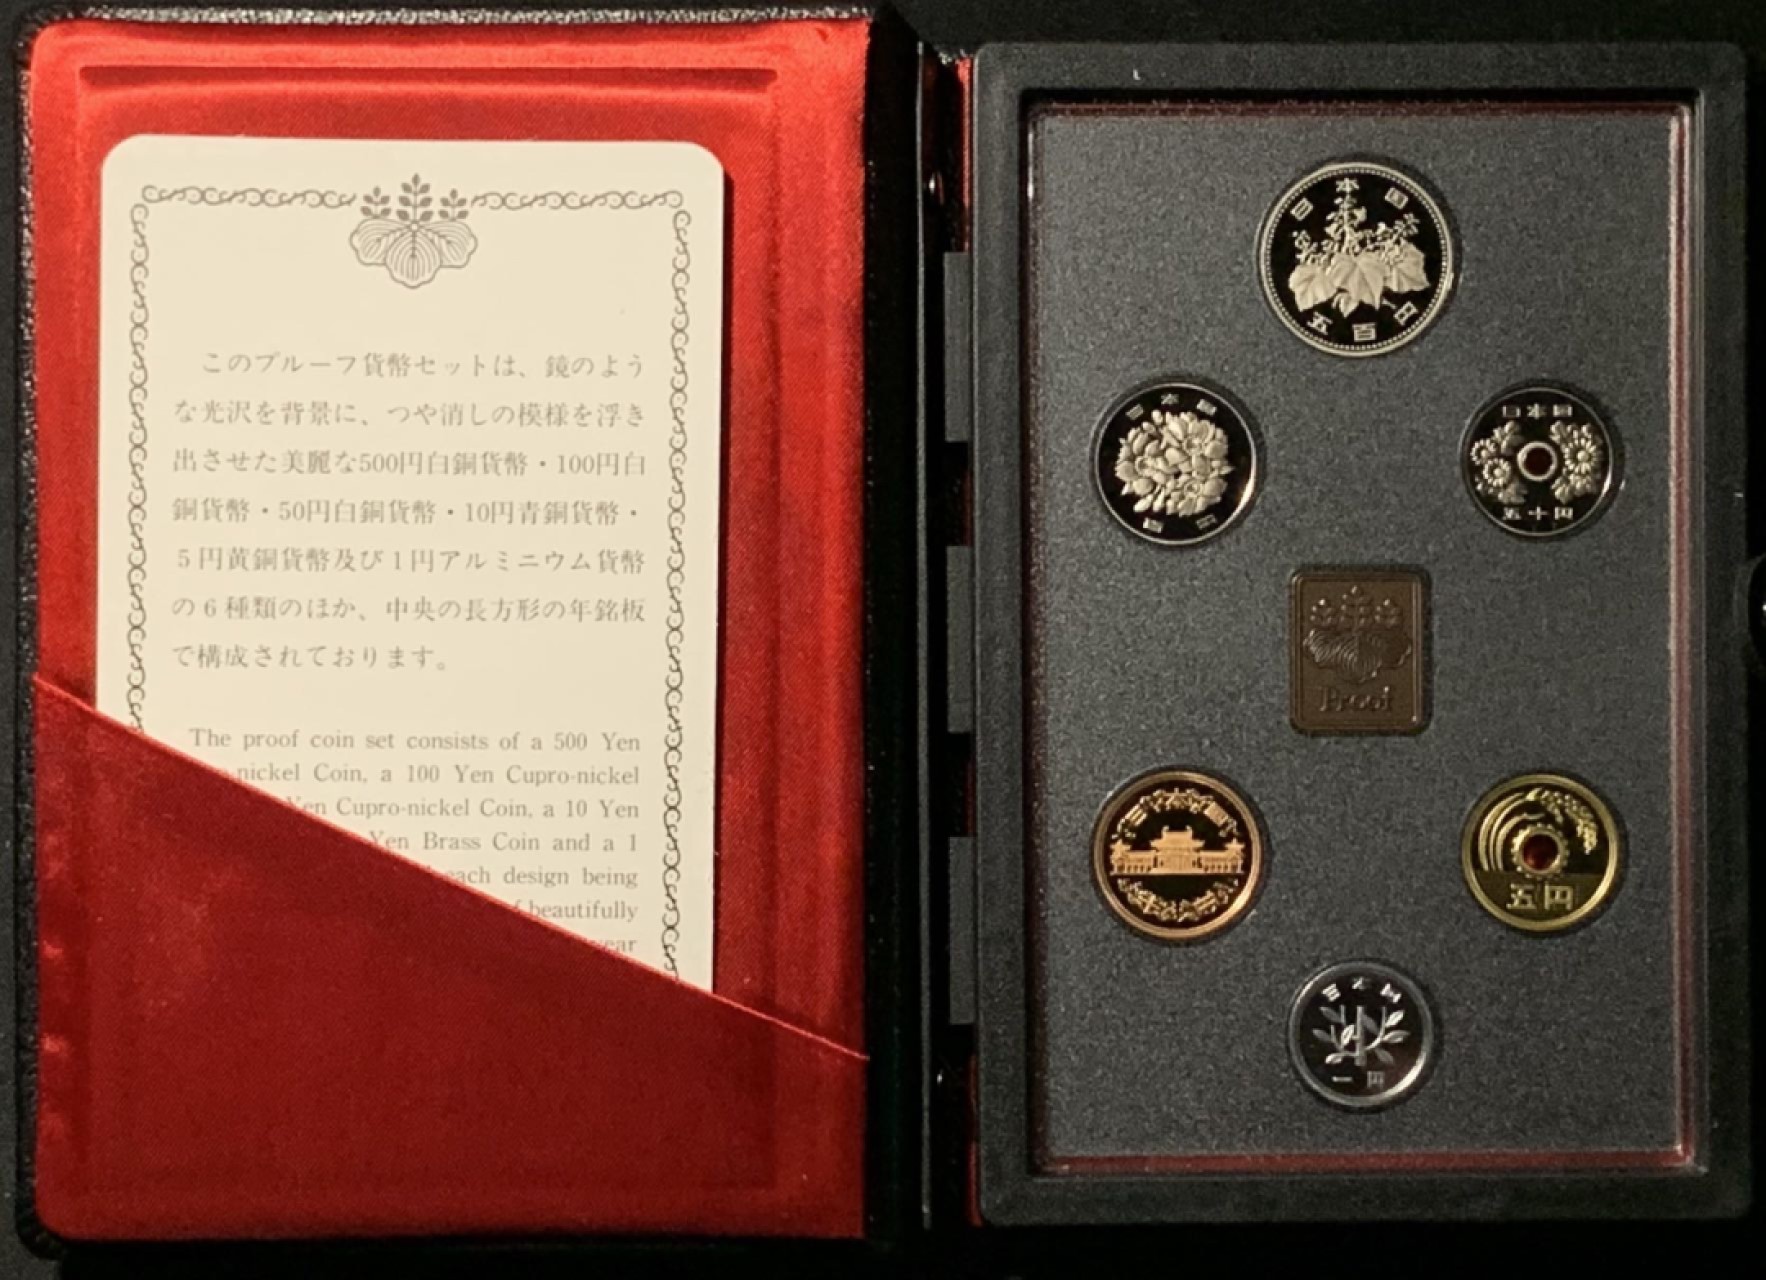 このプルーフ貨幣セットは、鏡のよう
な光沢を背景に、つや消しの模様を浮き
出させた美麗な500円白銅貨幣・100円白
銅貨幣・50円白銅貨幣・10円青銅貨幣・
5円黄銅貨幣及び1円アルミニウム貨幣
の6種類のほか、中央の長方形の年銘板
で構成されております。
The proof coin set consists of a 500 Yen
-nickel Coin, a 100 Yen Cupro-nickel
Yen Cupro-nickel Coin, a 10 Yen
Yen Brass Coin and a 1
each design being
beautifully
year
日本国
五百円
日本国
百円
日本国
五十円
Proof
日本国
五円
日本国
一円